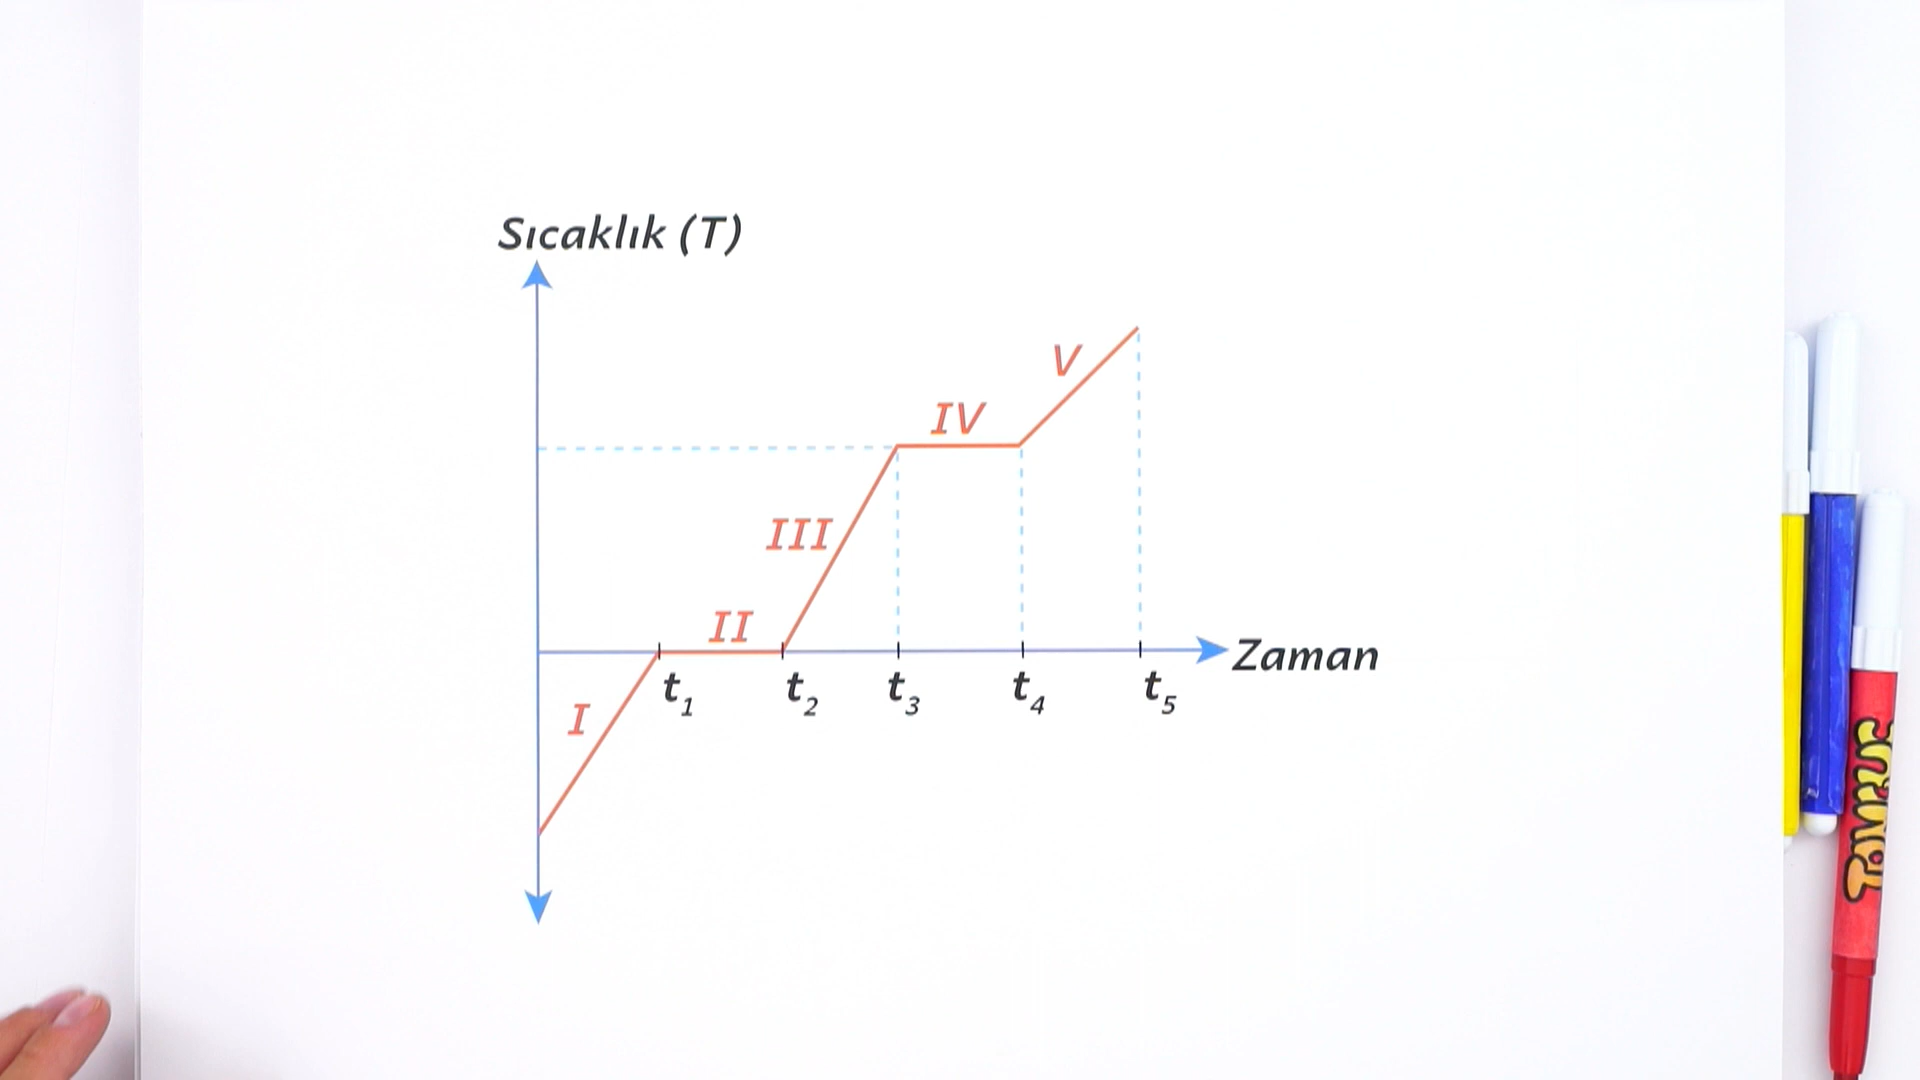 Sıcaklık (T)
V
IV
III
II
Zaman
t1 t2 t3 t4 t5
I